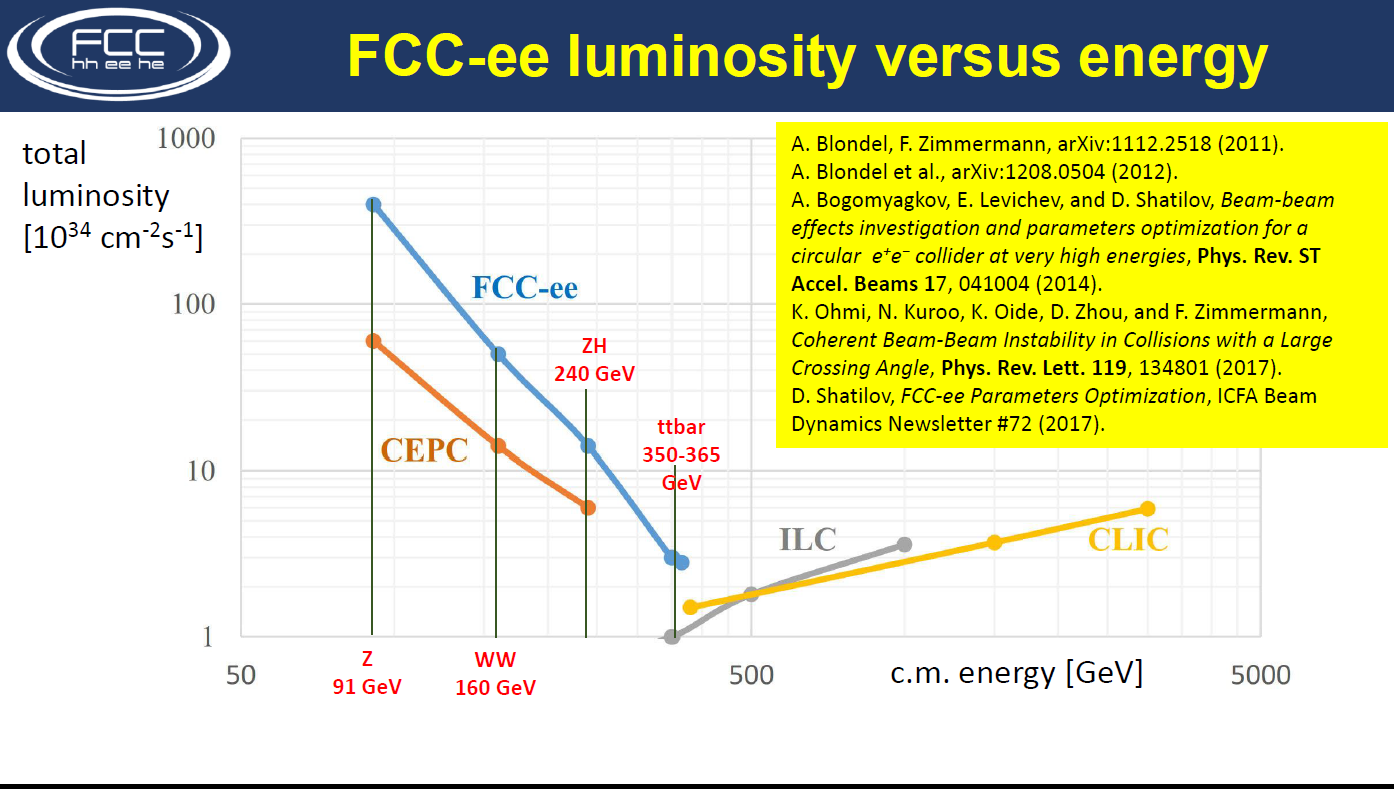 FCC
hh ee he
FCC-ee luminosity versus energy
total
luminosity
[10³⁴ cm⁻²s⁻¹]
1000
100
10
1
FCC-ee
CEPC
ZH
240 GeV
ttbar
350-365
GeV
ILC
CLIC
Z
91 GeV
WW
160 GeV
50
500
c.m. energy [GeV]
5000
A. Blondel, F. Zimmermann, arXiv:1112.2518 (2011).
A. Blondel et al., arXiv:1208.0504 (2012).
A. Bogomyagkov, E. Levichev, and D. Shatilov, Beam-beam
effects investigation and parameters optimization for a
circular e⁺e⁻ collider at very high energies, Phys. Rev. ST
Accel. Beams 17, 041004 (2014).
K. Ohmi, N. Kuroo, K. Oide, D. Zhou, and F. Zimmermann,
Coherent Beam-Beam Instability in Collisions with a Large
Crossing Angle, Phys. Rev. Lett. 119, 134801 (2017).
D. Shatilov, FCC-ee Parameters Optimization, ICFA Beam
Dynamics Newsletter #72 (2017).